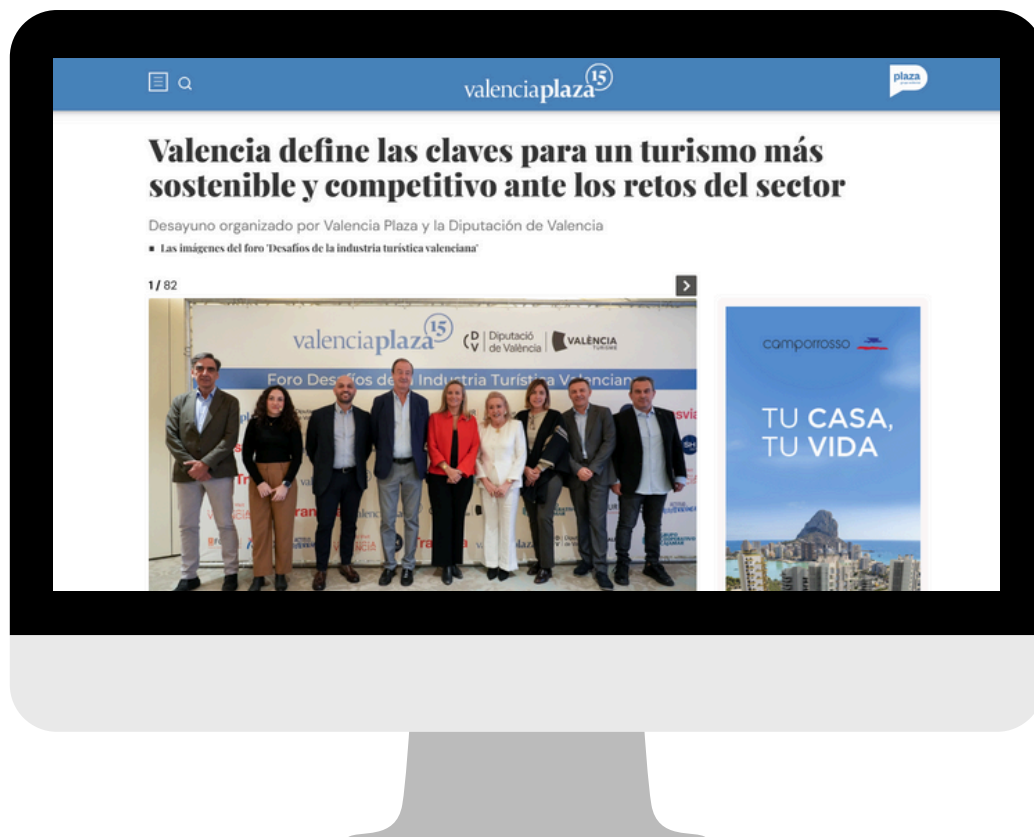 valenciaplaza 15
plaza
Valencia define las claves para un turismo más
sostenible y competitivo ante los retos del sector
Desayuno organizado por Valencia Plaza y la Diputación de Valencia
Las imágenes del foro 'Desafíos de la industria turística valenciana'
1 / 82
valenciaplaza 15
DV
Diputació
de València
VALÈNCIA
TURISME
Foro Desafíos de la Industria Turística Valenciana
camporrosso
TU CASA,
TU VIDA